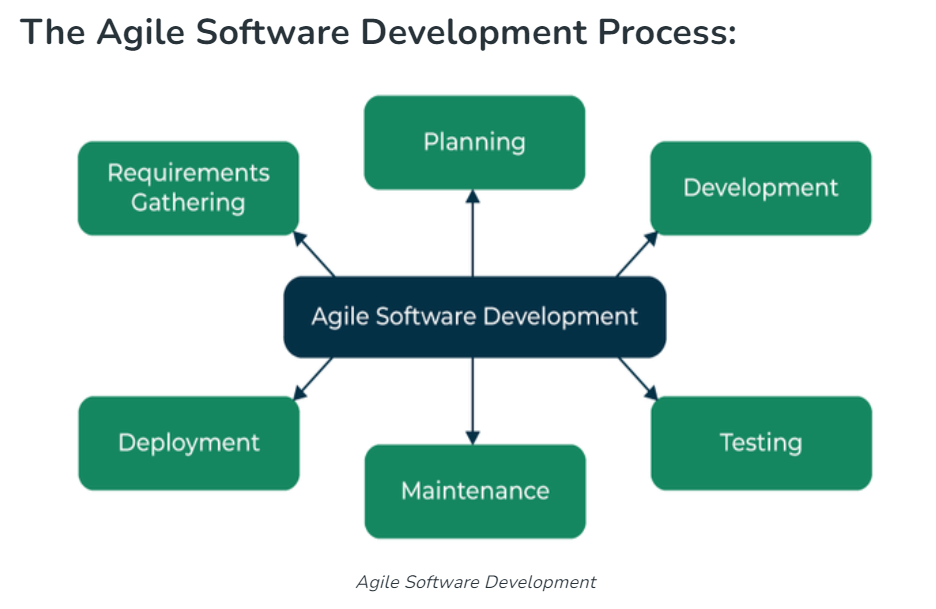 The Agile Software Development Process:
Planning
Requirements
Gathering
Development
Agile Software Development
Deployment
Testing
Maintenance
Agile Software Development